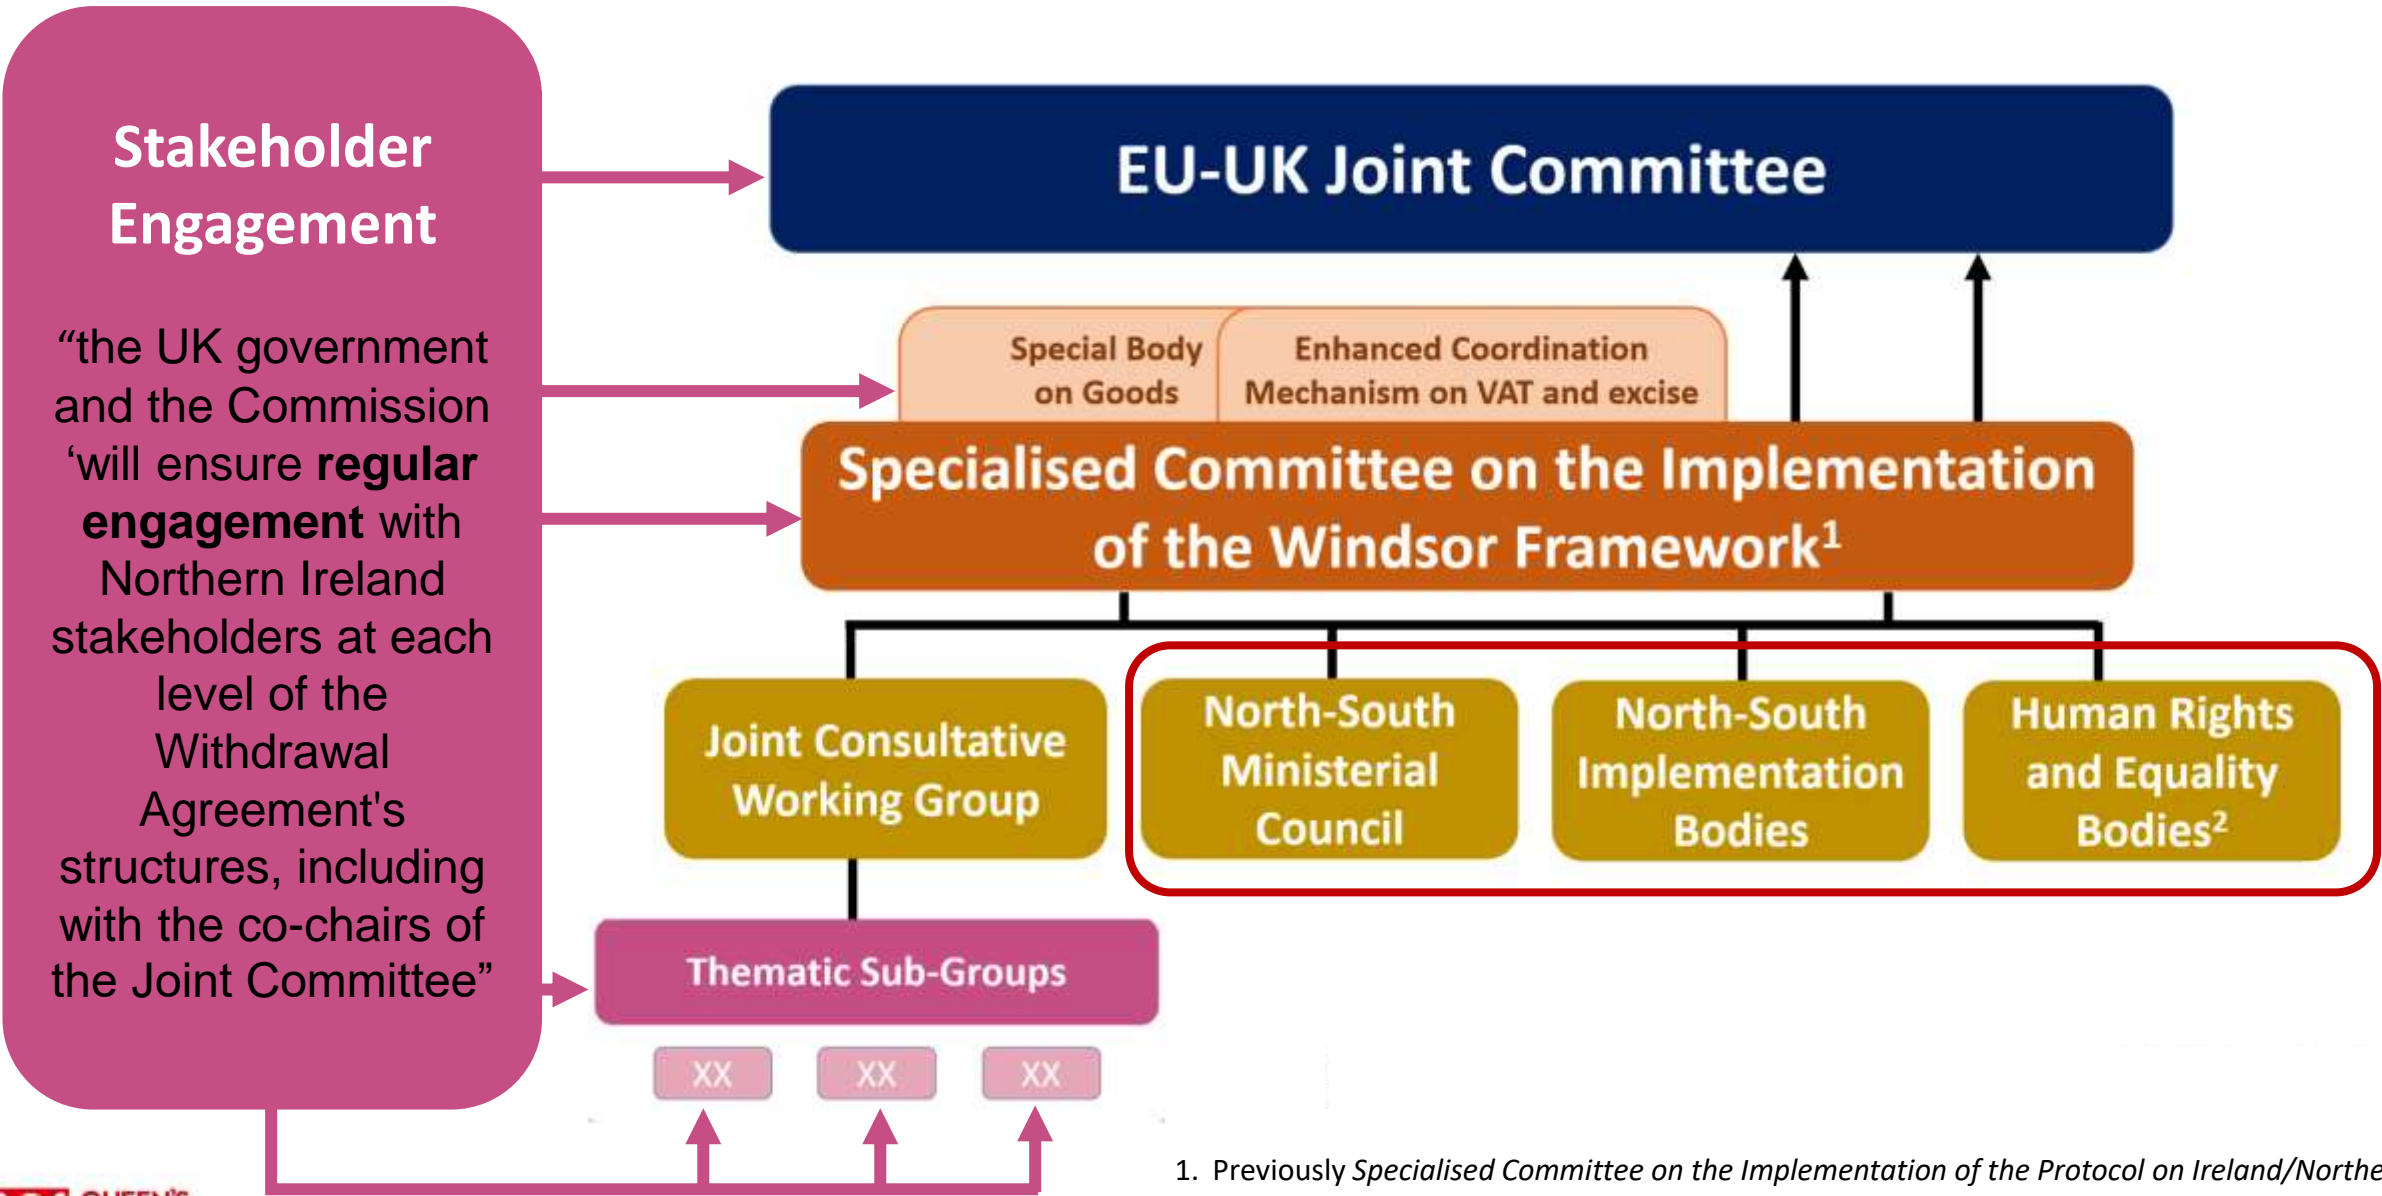 Stakeholder
Engagement
“the UK government
and the Commission
‘will ensure regular
engagement with
Northern Ireland
stakeholders at each
level of the
Withdrawal
Agreement's
structures, including
with the co-chairs of
the Joint Committee”
EU-UK Joint Committee
Special Body
on Goods
Enhanced Coordination
Mechanism on VAT and excise
Specialised Committee on the Implementation
of the Windsor Framework¹
Joint Consultative
Working Group
North-South
Ministerial
Council
North-South
Implementation
Bodies
Human Rights
and Equality
Bodies²
Thematic Sub-Groups
XX
XX
XX
1. Previously Specialised Committee on the Implementation of the Protocol on Ireland/Northe
QUEEN'S